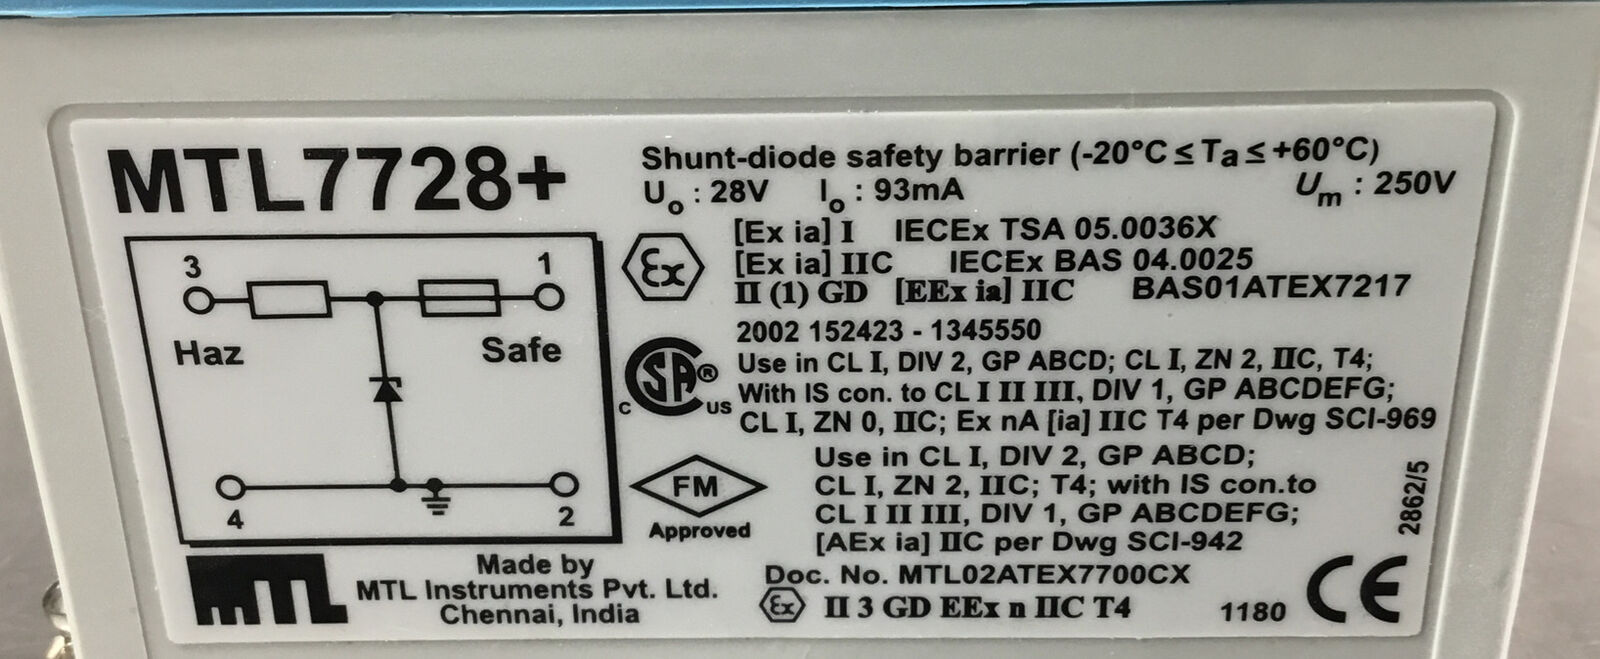 MTL7728+
Shunt-diode safety barrier (-20°C ≤ Ta ≤ +60°C)
Uo : 28V Io : 93mA Um : 250V
3 1
Haz Safe
4 2
Ex
[Ex ia] I IECEx TSA 05.0036X
[Ex ia] IIC IECEx BAS 04.0025
II (1) GD [EEx ia] IIC BAS01ATEX7217
2002 152423 - 1345550
C SA® US
Use in CL I, DIV 2, GP ABCD; CL I, ZN 2, IIC, T4;
With IS con. to CL I II III, DIV 1, GP ABCDEFG;
CL I, ZN 0, IIC; Ex nA [ia] IIC T4 per Dwg SCI-969
FM
Approved
Use in CL I, DIV 2, GP ABCD;
CL I, ZN 2, IIC; T4; with IS con.to
CL I II III, DIV 1, GP ABCDEFG;
[AEx ia] IIC per Dwg SCI-942
2862/5
MTL
Made by
MTL Instruments Pvt. Ltd.
Chennai, India
Doc. No. MTL02ATEX7700CX
Ex II 3 GD EEx n IIC T4
1180 CE